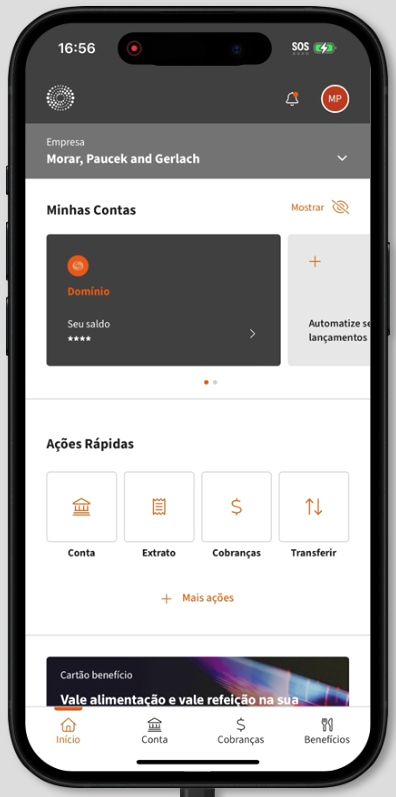 16:56
SOS
MP
Empresa
Morar, Paucek and Gerlach
Minhas Contas
Mostrar
Domínio
Seu saldo
****
Automatize se
lançamentos
Ações Rápidas
Conta
Extrato
Cobranças
Transferir
+ Mais ações
Cartão benefício
Vale alimentação e vale refeição na sua
Início
Conta
Cobranças
Benefícios